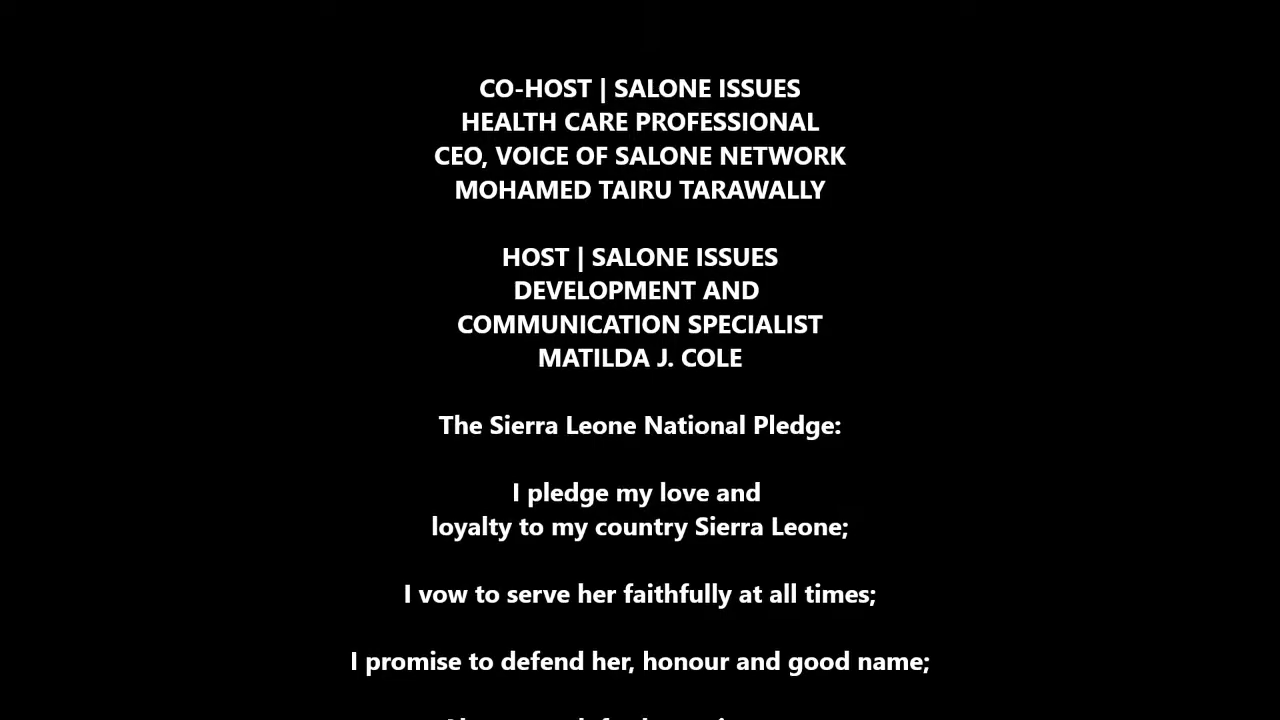 CO-HOST | SALONE ISSUES
HEALTH CARE PROFESSIONAL
CEO, VOICE OF SALONE NETWORK
MOHAMED TAIRU TARAWALLY
HOST | SALONE ISSUES
DEVELOPMENT AND
COMMUNICATION SPECIALIST
MATILDA J. COLE
The Sierra Leone National Pledge:
I pledge my love and
loyalty to my country Sierra Leone;
I vow to serve her faithfully at all times;
I promise to defend her, honour and good name;